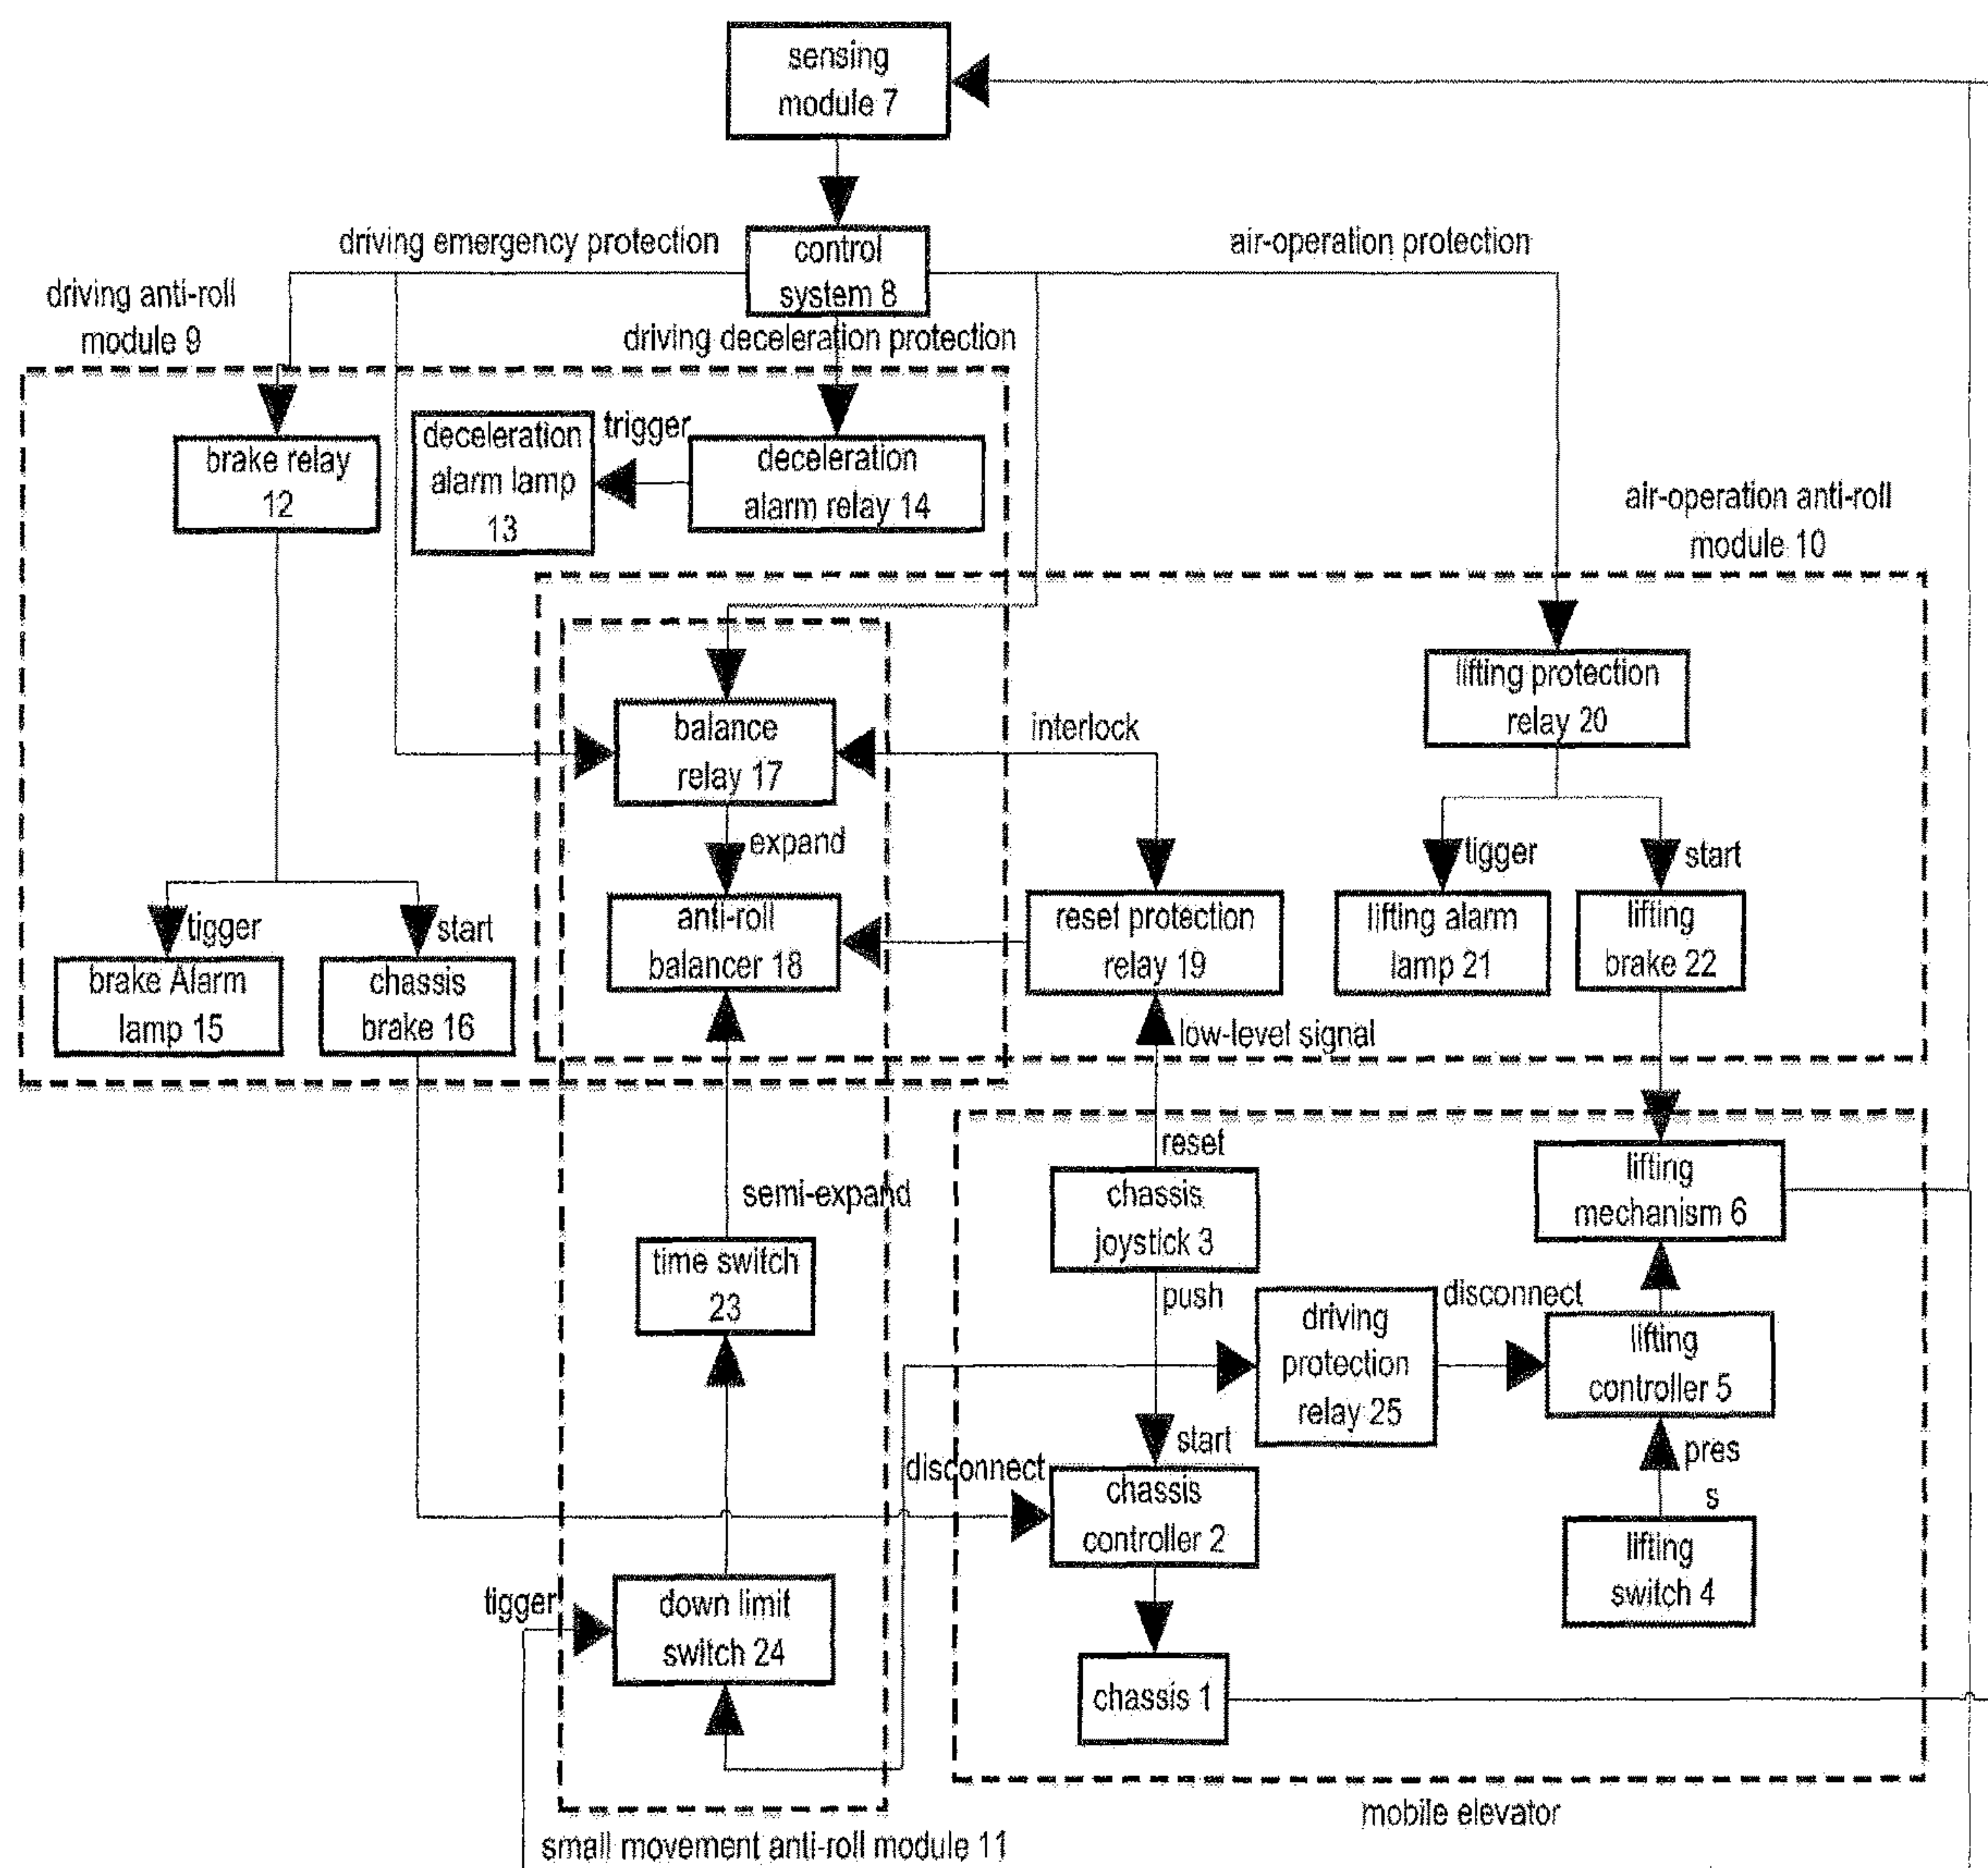 sensing
module 7
control
system 8
driving emergency protection
air-operation protection
driving anti-roll
module 9
driving deceleration protection
brake relay
12
deceleration
alarm lamp
13
trigger
deceleration
alarm relay 14
air-operation anti-roll
module 10
balance
relay 17
interlock
lifting protection
relay 20
expand
tigger
start
anti-roll
balancer 18
reset protection
relay 19
lifting alarm
lamp 21
lifting
brake 22
tigger
start
brake Alarm
lamp 15
chassis
brake 16
low-level signal
reset
semi-expand
chassis
joystick 3
lifting
mechanism 6
time switch
23
push
driving
protection
relay 25
disconnect
lifting
controller 5
start
disconnect
chassis
controller 2
pres
s
lifting
switch 4
tigger
down limit
switch 24
chassis 1
mobile elevator
small movement anti-roll module 11